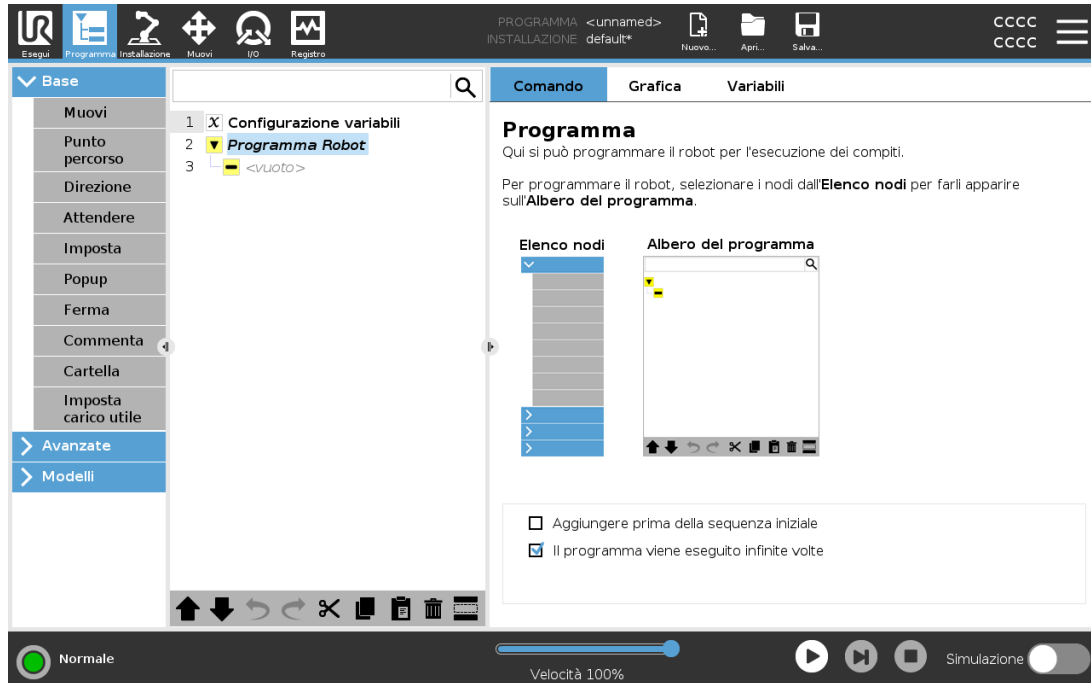 PROGRAMMA <unnamed>
INSTALLAZIONE default*
UR
Esegui
Programma
Installazione
Muovi
I/O
Registro
Nuovo...
Apri...
Salva...
CCCC
CCCC
Base
Muovi
Punto
percorso
Direzione
Attendere
Imposta
Popup
Ferma
Commenta
Cartella
Imposta
carico utile
Avanzate
Modelli
1 X Configurazione variabili
2 Programma Robot
3 <vuoto>
Comando
Grafica
Variabili
Programma
Qui si può programmare il robot per l'esecuzione dei compiti.
Per programmare il robot, selezionare i nodi dall'Elenco nodi per farli apparire
sull'Albero del programma.
Elenco nodi
Albero del programma
Aggiungere prima della sequenza iniziale
Il programma viene eseguito infinite volte
Normale
Velocità 100%
Simulazione